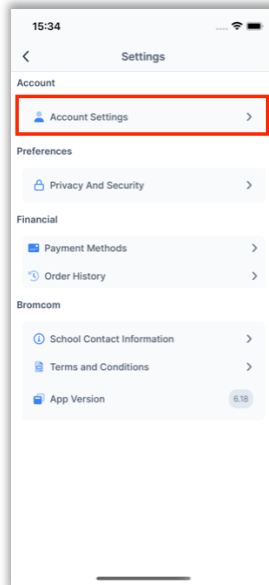 15:34
Settings
Account
Account Settings
Preferences
Privacy And Security
Financial
Payment Methods
Order History
Bromcom
School Contact Information
Terms and Conditions
App Version 6.18